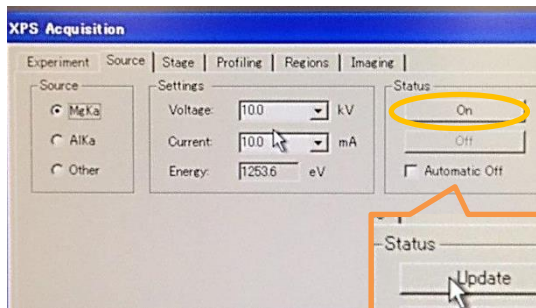 XPS Acquisition
Experiment Source Stage Profiling Regions Imaging
Source Settings Status
MgKa Voltage: 10.0 kV On
AlKa Current: 10.0 mA Off
Other Energy: 1253.6 eV Automatic Off
Status
Update